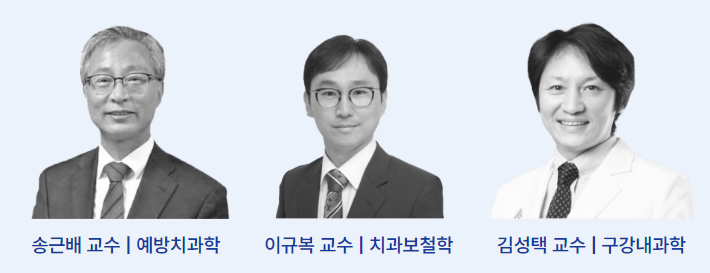 송근배 교수 | 예방치과학
이규복 교수 | 치과보철학
김성택 교수 | 구강내과학